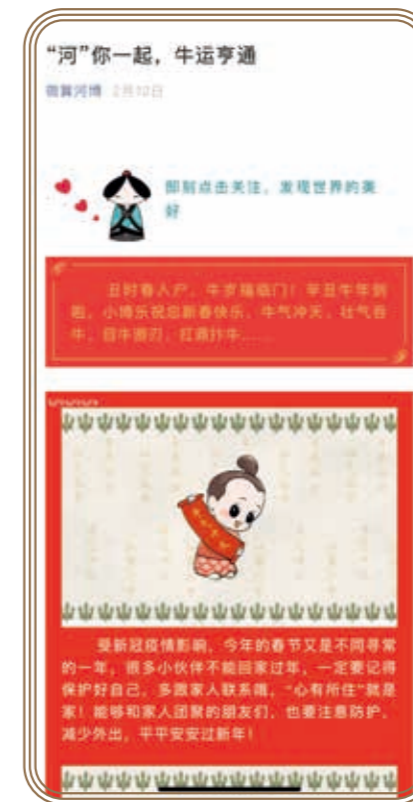 “河”你一起，牛运亨通
微冀河博 2月12日
即刻点击关注，发现世界的美
好
丑时春入户，牛岁福临门！辛丑牛年到
啦，小博乐祝您新春快乐，牛气冲天，壮气吞
牛，目牛游刃，扛鼎抃牛……
受新冠疫情影响，今年的春节又是不同寻常
的一年，很多小伙伴不能回家过年，一定要记得
保护好自己，多跟家人联系哦，“心有所住”就是
家！能够和家人团聚的朋友们，也要注意防护，
减少外出，平平安安过新年！